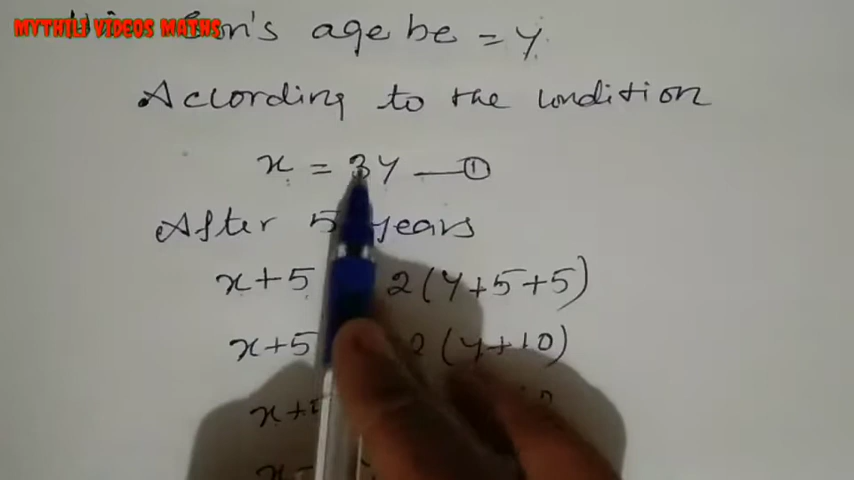 MYTHILI VIDEOS MATHS
son's age be = y
According to the condition
x = 3y —①
After 5 years
x+5 2(y+5+5)
x+5 2(y+10)
x+
x